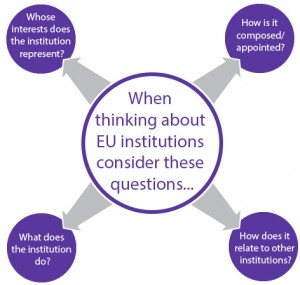 Whose
interests does
the institution
represent?
How is it
composed/
appointed?
When
thinking about
EU institutions
consider these
questions...
What does
the institution
do?
How does it
relate to other
institutions?